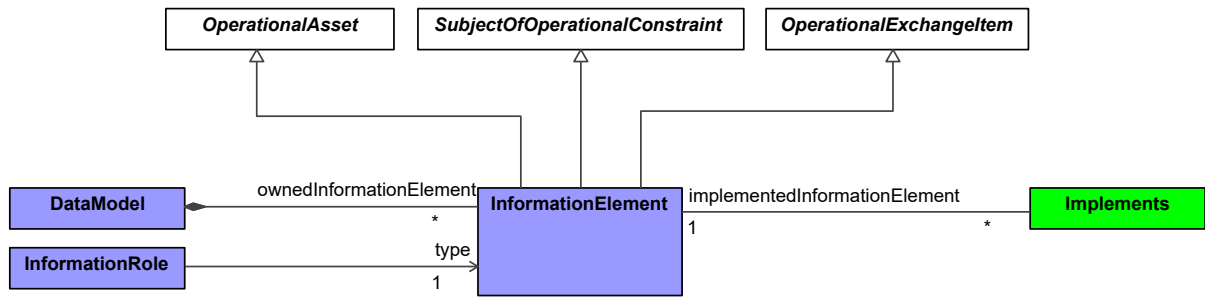 OperationalAsset
SubjectOfOperationalConstraint
OperationalExchangeItem
DataModel
ownedInformationElement
*
InformationElement
implementedInformationElement
1
*
Implements
InformationRole
type
1